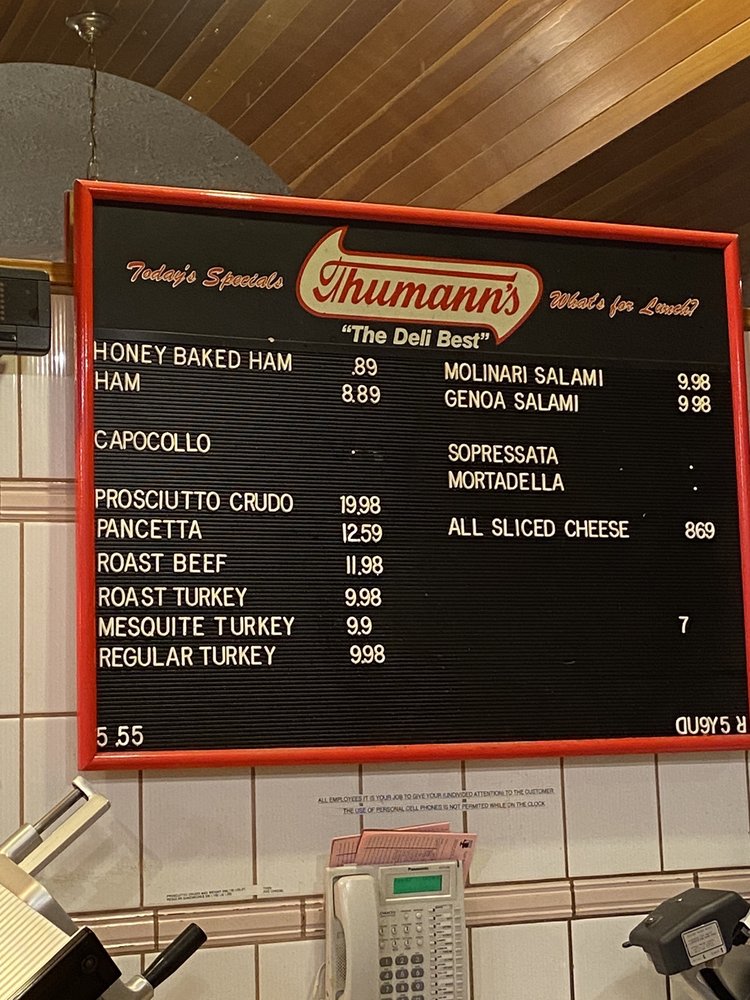 Today's Specials
Thumann's
What's for Lunch?
"The Deli Best"
HONEY BAKED HAM .89
HAM 8.89
CAPOCOLLO .
PROSCIUTTO CRUDO 19.98
PANCETTA 12.59
ROAST BEEF 11.98
ROAST TURKEY 9.98
MESQUITE TURKEY 9.9
REGULAR TURKEY 9.98
5 .55
MOLINARI SALAMI 9.98
GENOA SALAMI 9 98
SOPRESSATA .
MORTADELLA .
ALL SLICED CHEESE 869
7
ALL EMPLOYEES IT IS YOUR JOB TO GIVE YOUR (UNDIVIDED ATTENTION) TO THE CUSTOMER
THE USE OF PERSONAL CELL PHONES IS NOT PERMITTED WHILE ON THE CLOCK
Panasonic